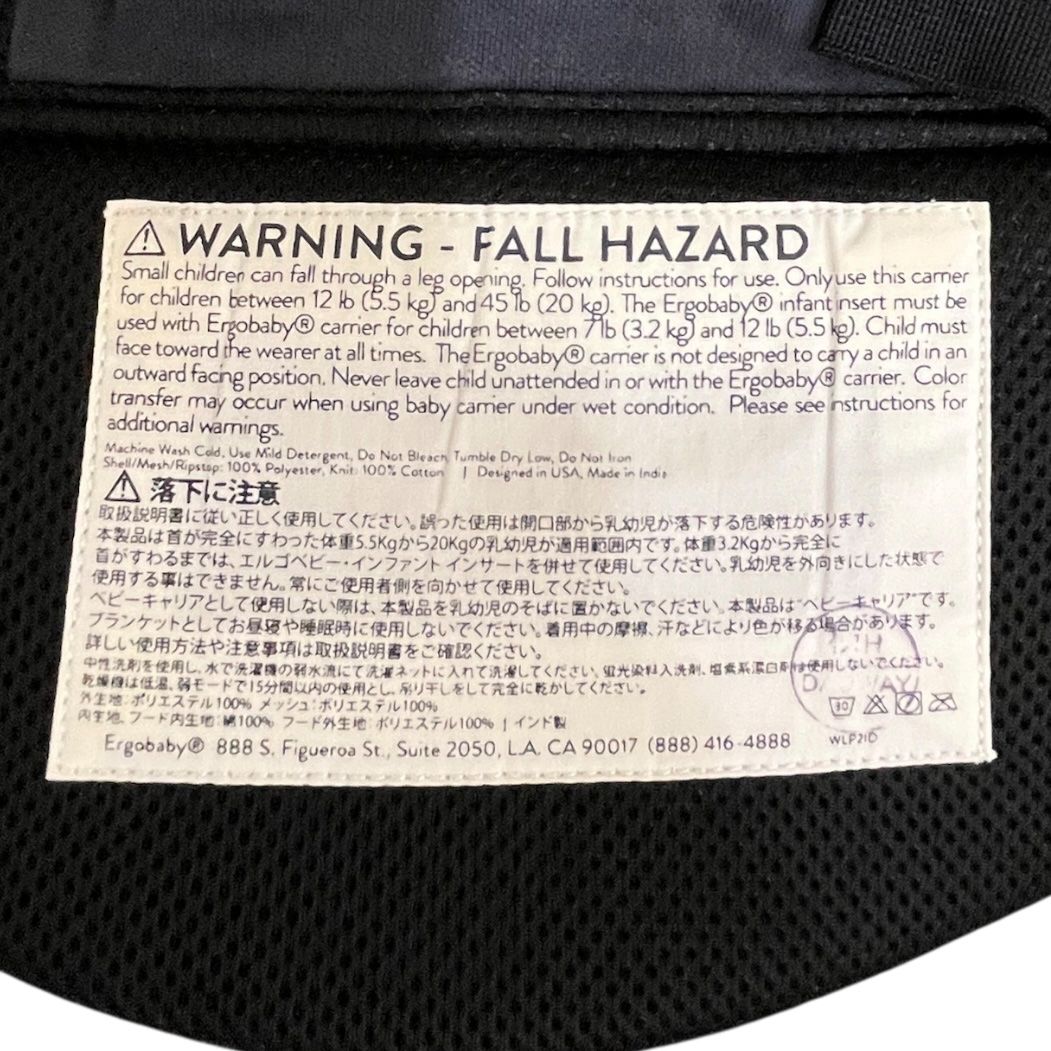 WARNING - FALL HAZARD
Small children can fall through a leg opening. Follow instructions for use. Only use this carrier
for children between 12 lb (5.5 kg) and 45 lb (20 kg). The Ergobaby® infant insert must be
used with Ergobaby® carrier for children between 7 lb (3.2 kg) and 12 lb (5.5 kg). Child must
face toward the wearer at all times. The Ergobaby® carrier is not designed to carry a child in an
outward facing position. Never leave child unattended in or with the Ergobaby® carrier. Color
transfer may occur when using baby carrier under wet condition. Please see instructions for
additional warnings.
Machine Wash Cold, Use Mild Detergent, Do Not Bleach, Tumble Dry Low, Do Not Iron
Shell/Mesh/Ripstop: 100% Polyester, Knit: 100% Cotton | Designed in USA, Made in India
落下に注意
取扱説明書に従い正しく使用してください。誤った使用は開口部から乳幼児が落下する危険性があります。
本製品は首が完全にすわった体重5.5Kgから20Kgの乳幼児が適用範囲内です。体重3.2Kgから完全に
首がすわるまでは、エルゴベビー・インファント インサートを併せて使用してください。乳幼児を外向きにした状態で
使用する事はできません。常にご使用者側を向かせて使用してください。
ベビーキャリアとして使用しない際は、本製品を乳幼児のそばに置かないでください。本製品は"ベビーキャリア"です。
ブランケットとしてお昼寝や睡眠時に使用しないでください。着用中の摩擦、汗などにより色が移る場合があります。
詳しい使用方法や注意事項は取扱説明書をご確認ください。
中性洗剤を使用し、水で洗濯機の弱水流にて洗濯ネットに入れて洗濯してください。蛍光染料入洗剤、塩素系漂白剤は使用しないでください。
乾燥機は低温、弱モードで15分間以内の使用とし、吊り干しをして完全に乾かしてください。
外生地: ポリエステル100% メッシュ: ポリエステル100%
内生地、フード内生地: 綿100% フード外生地: ポリエステル100% | インド製
Ergobaby® 888 S. Figueroa St., Suite 2050, L.A. CA 90017 (888) 416-4888
WLP21D